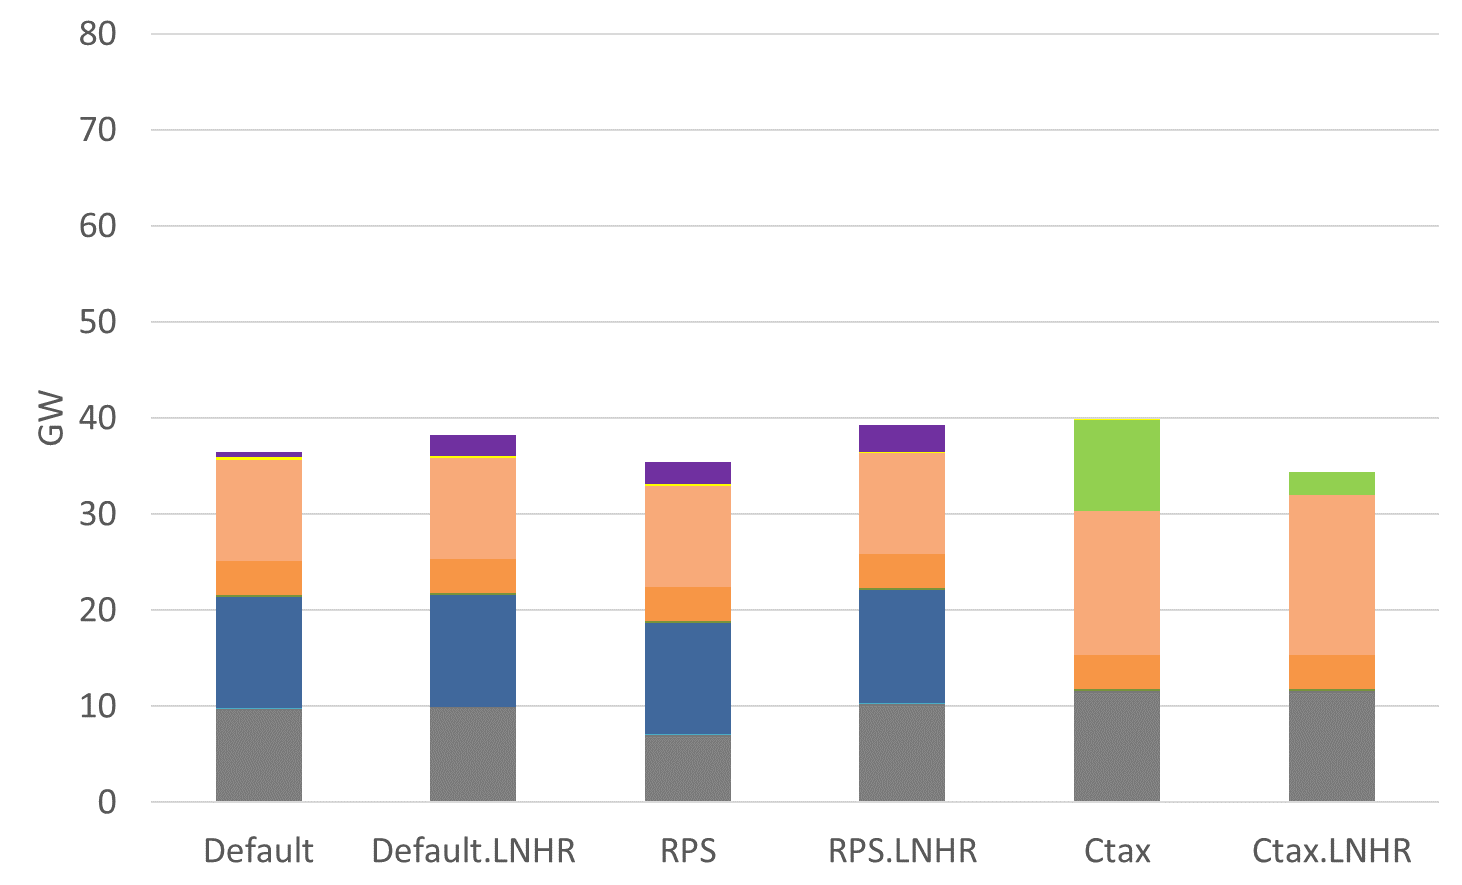 80
70
60
50
40
30
20
10
0
GW
Default
Default.LNHR
RPS
RPS.LNHR
Ctax
Ctax.LNHR